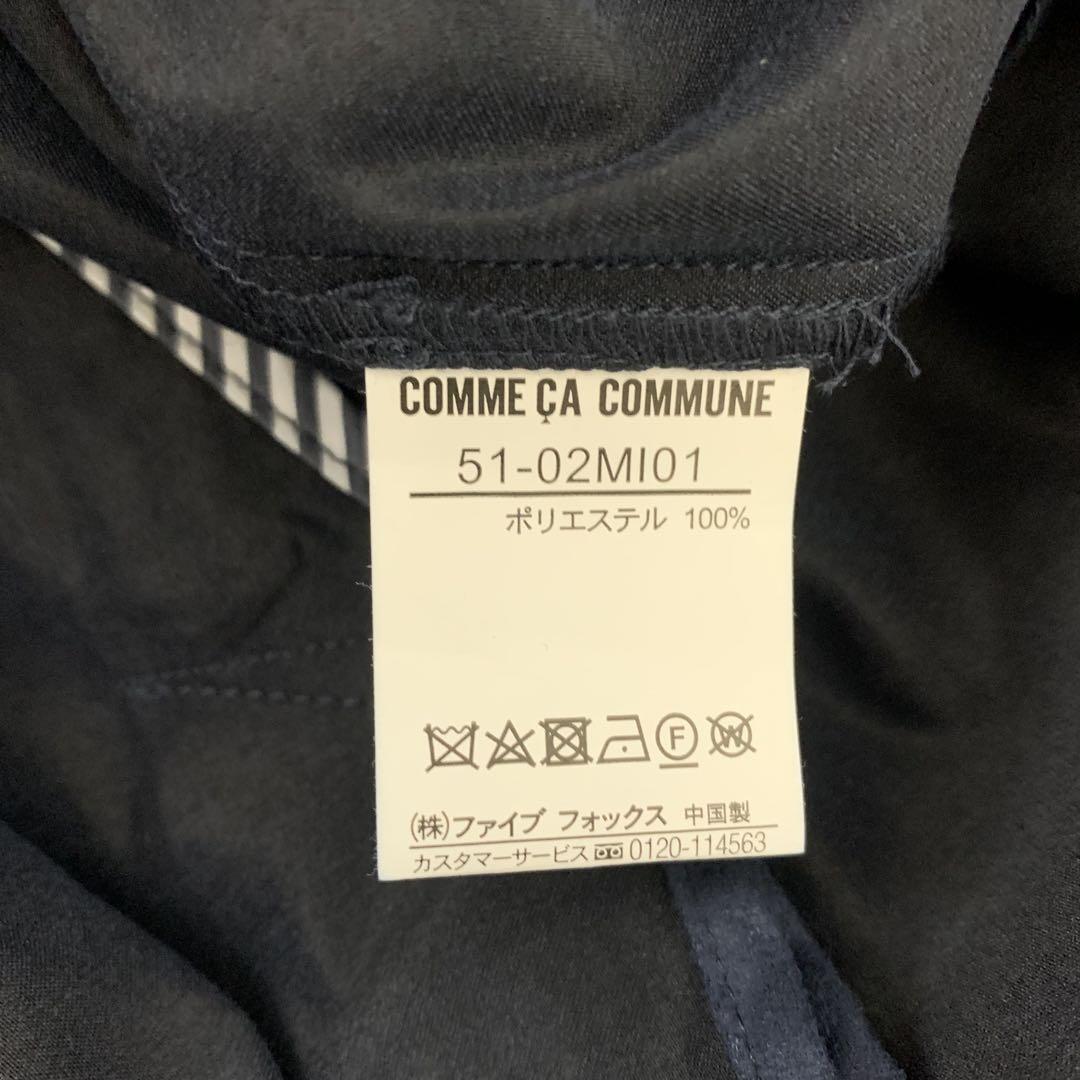 COMME ÇA COMMUNE
51-02MI01
ポリエステル 100%
F W
(株)ファイブ フォックス 中国製
カスタマーサービス 0120-114563